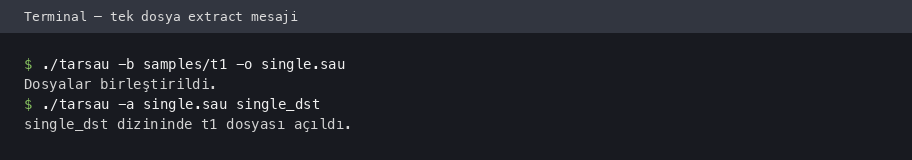 Terminal — tek dosya extract mesaji
$ ./tarsau –b samples/t1 –o single.sau
Dosyalar birleştirildi.
$ ./tarsau –a single.sau single_dst
single_dst dizininde t1 dosyası açıldı.